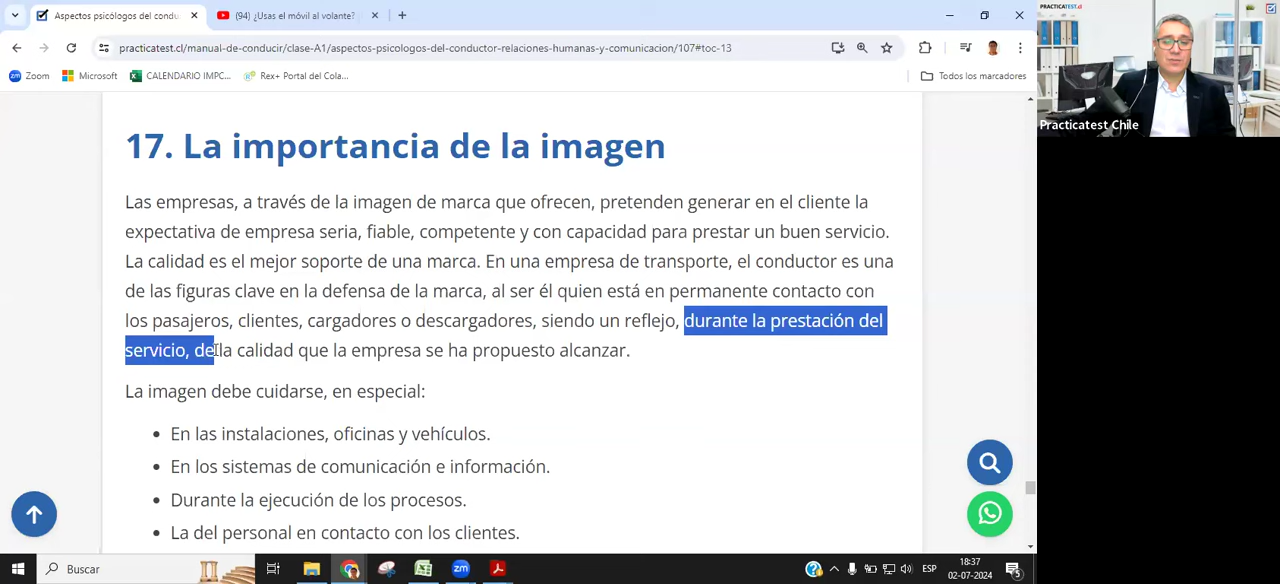 Aspectos psicólogos del condu
(94) ¿Usas el móvil al volante?
practicatest.cl/manual-de-conducir/clase-A1/aspectos-psicologos-del-conductor-relaciones-humanas-y-comunicacion/107#toc-13
Zoom
Microsoft
CALENDARIO IMPC...
Rex+ Portal del Cola...
Todos los marcadores
17. La importancia de la imagen
Las empresas, a través de la imagen de marca que ofrecen, pretenden generar en el cliente la
expectativa de empresa seria, fiable, competente y con capacidad para prestar un buen servicio.
La calidad es el mejor soporte de una marca. En una empresa de transporte, el conductor es una
de las figuras clave en la defensa de la marca, al ser él quien está en permanente contacto con
los pasajeros, clientes, cargadores o descargadores, siendo un reflejo, durante la prestación del
servicio, de la calidad que la empresa se ha propuesto alcanzar.
La imagen debe cuidarse, en especial:
• En las instalaciones, oficinas y vehículos.
• En los sistemas de comunicación e información.
• Durante la ejecución de los procesos.
• La del personal en contacto con los clientes.
Buscar
ESP
18:37
02-07-2024
5
PRACTICATEST.cl
Practicatest Chile